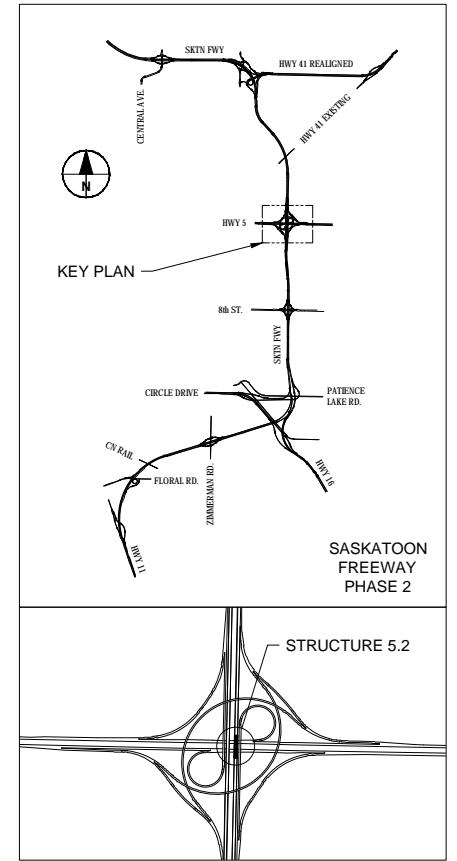 SKTN FWY
HWY 41 REALIGNED
CENTRAL AVE.
HWY 41 EXISTING
N
HWY 5
KEY PLAN
8th ST.
SKTN FWY
CIRCLE DRIVE
PATIENCE
LAKE RD.
CN RAIL
FLORAL RD.
ZIMMERMAN RD.
HWY 16
HWY 11
SASKATOON
FREEWAY
PHASE 2
STRUCTURE 5.2